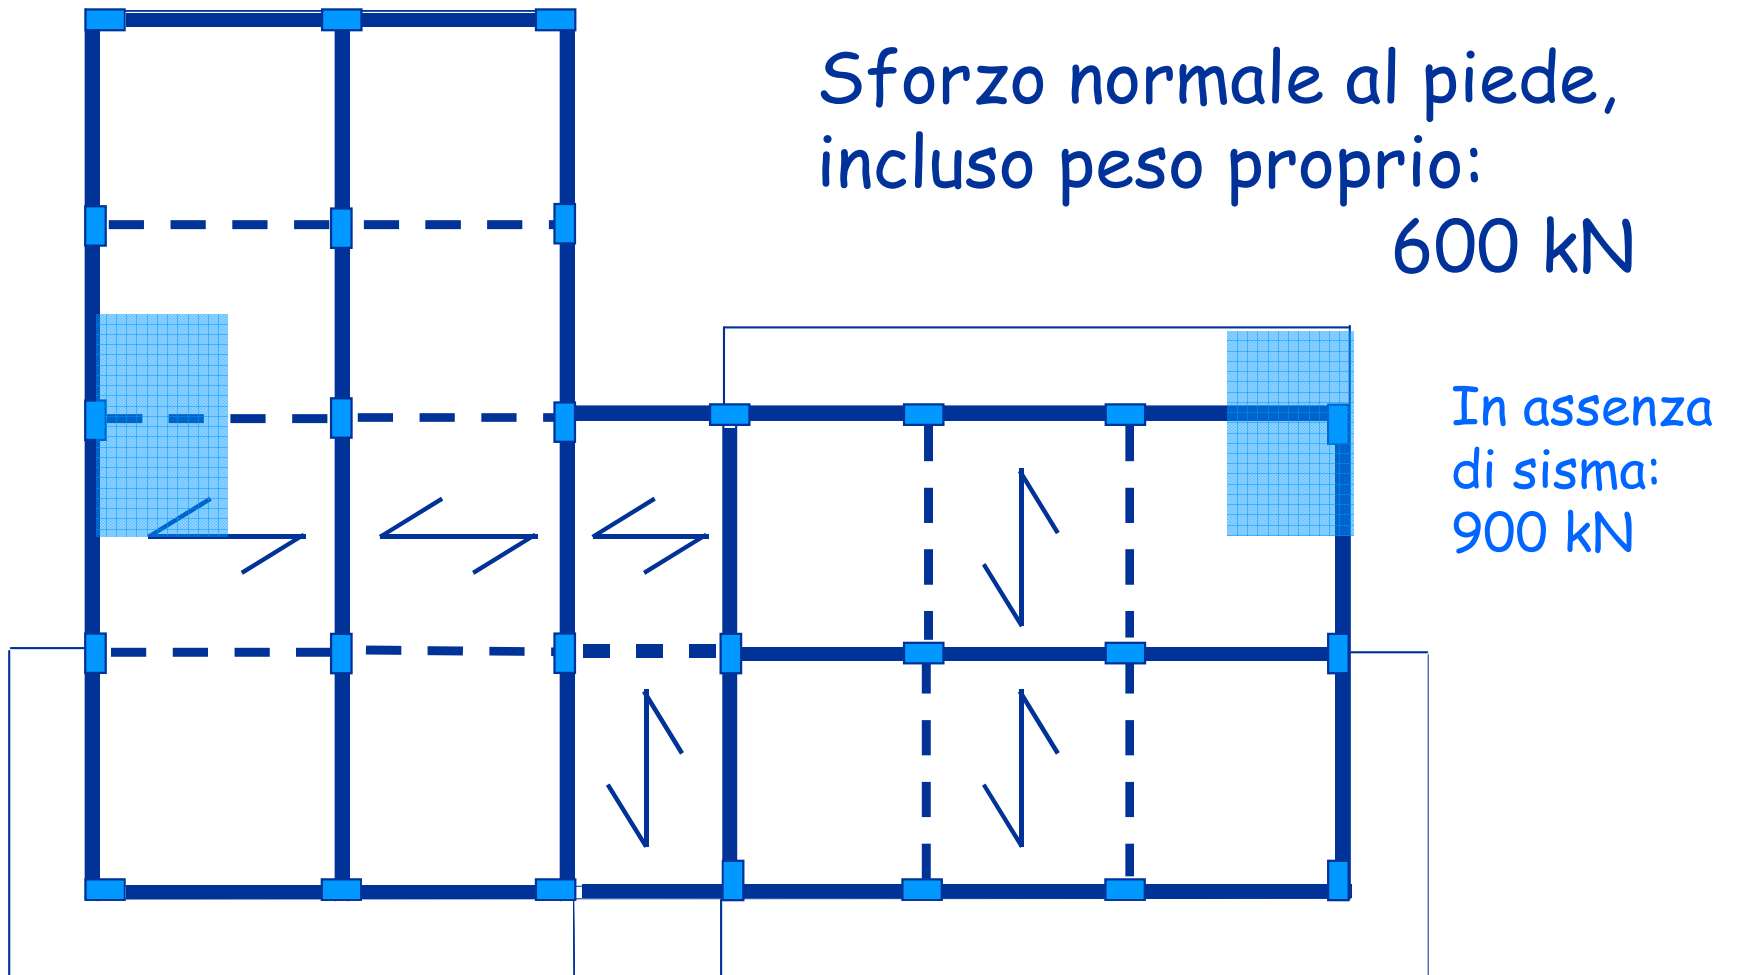 Sforzo normale al piede,
incluso peso proprio:
600 kN
In assenza
di sisma:
900 kN